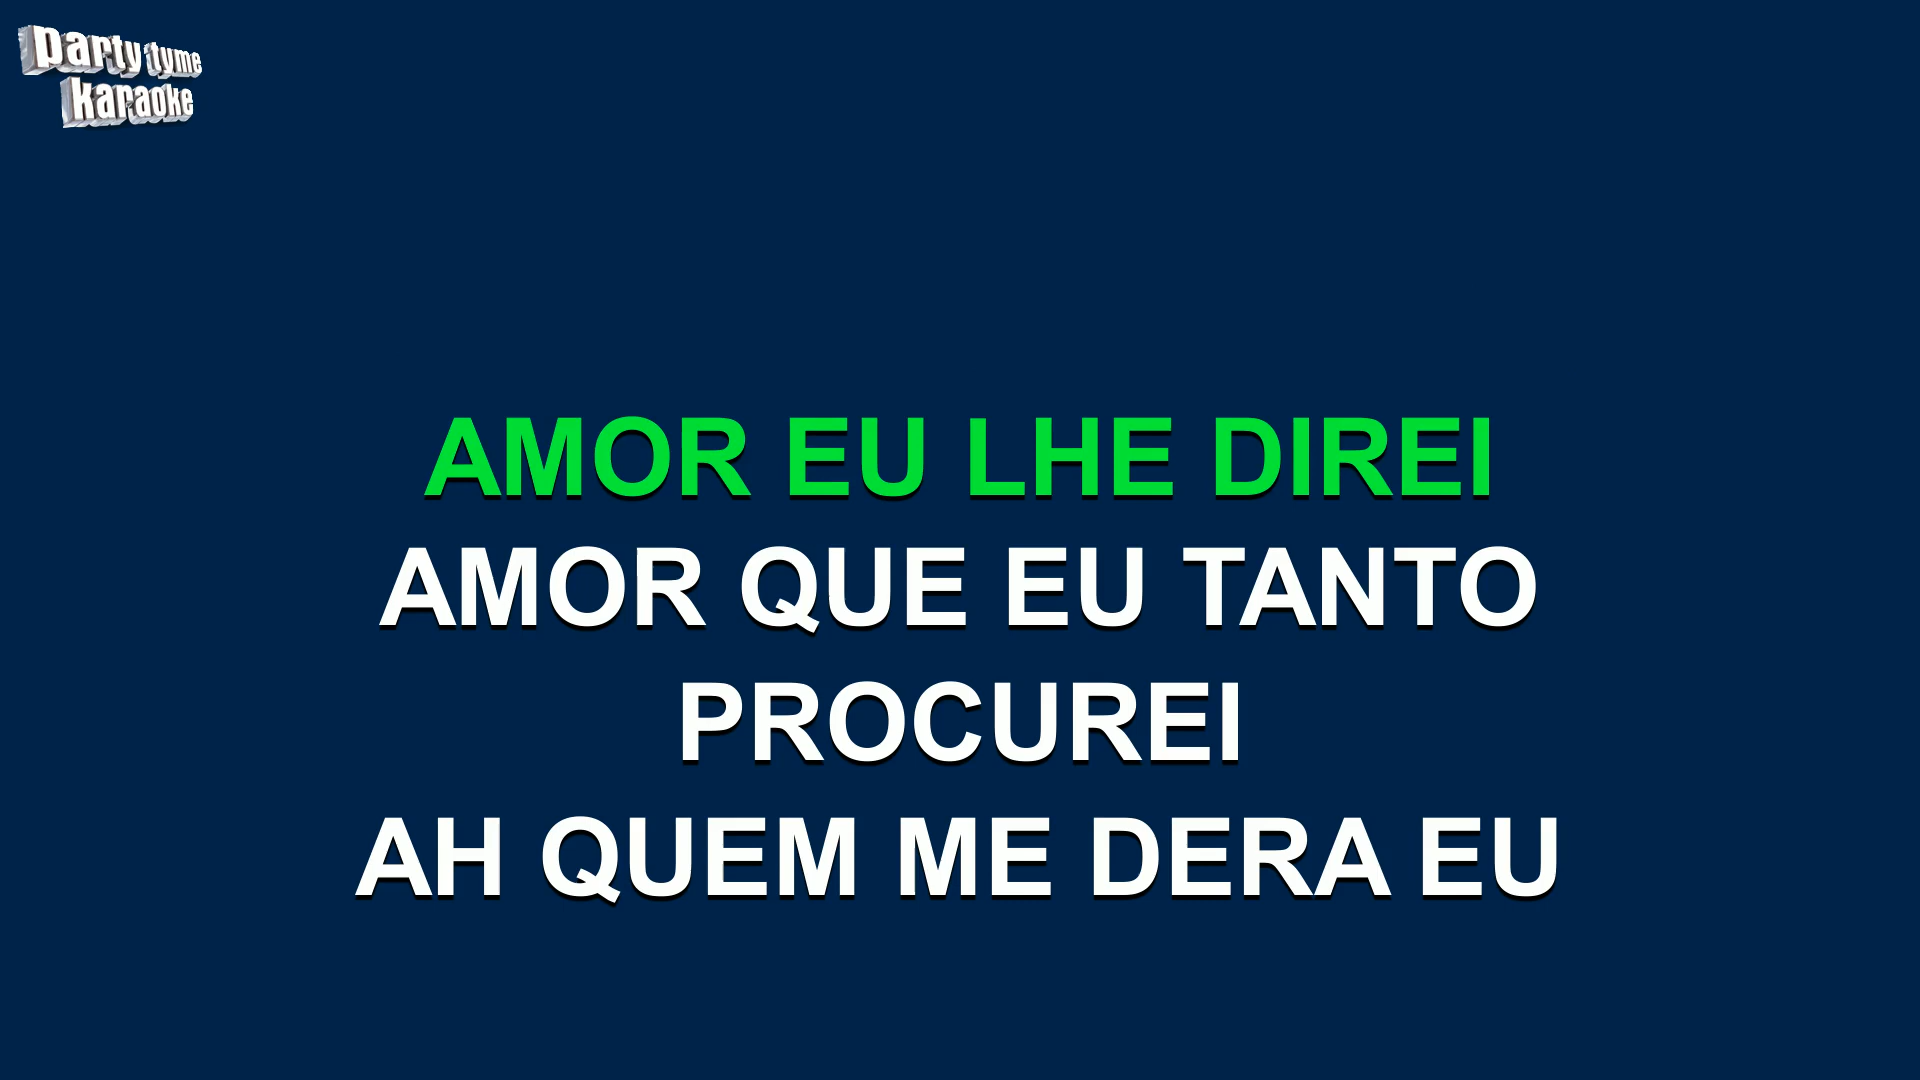 party tyme
karaoke
AMOR EU LHE DIREI
AMOR QUE EU TANTO
PROCUREI
AH QUEM ME DERA EU